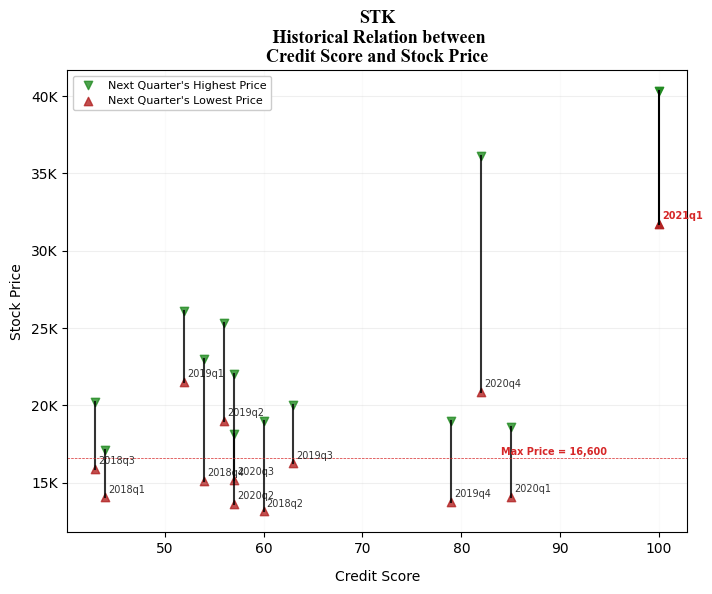 STK
Historical Relation between
Credit Score and Stock Price
Next Quarter's Highest Price
Next Quarter's Lowest Price
40K
35K
30K
25K
20K
15K
Stock Price
2021q1
2020q4
2019q1
2019q2
2019q3
2018q3
2018q4
2020q3
2018q1
2020q2
2018q2
2019q4
2020q1
Max Price = 16,600
50
60
70
80
90
100
Credit Score